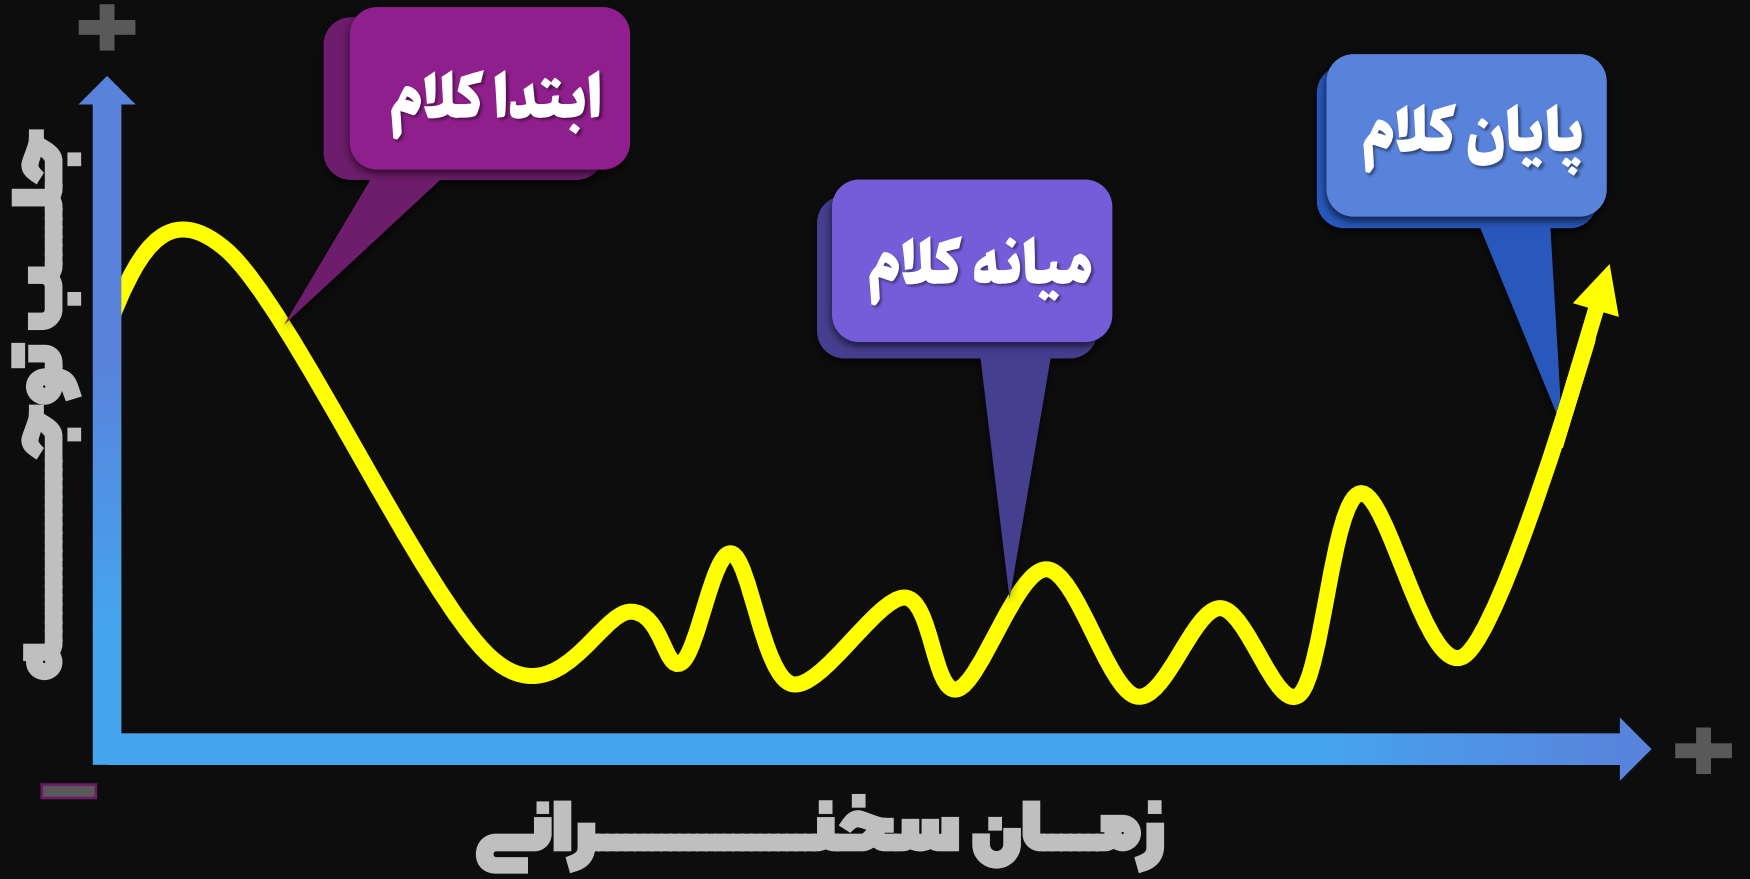 ابتدا کلام
میانه کلام
پایان کلام
جلب توجه
زمان سخنرانی